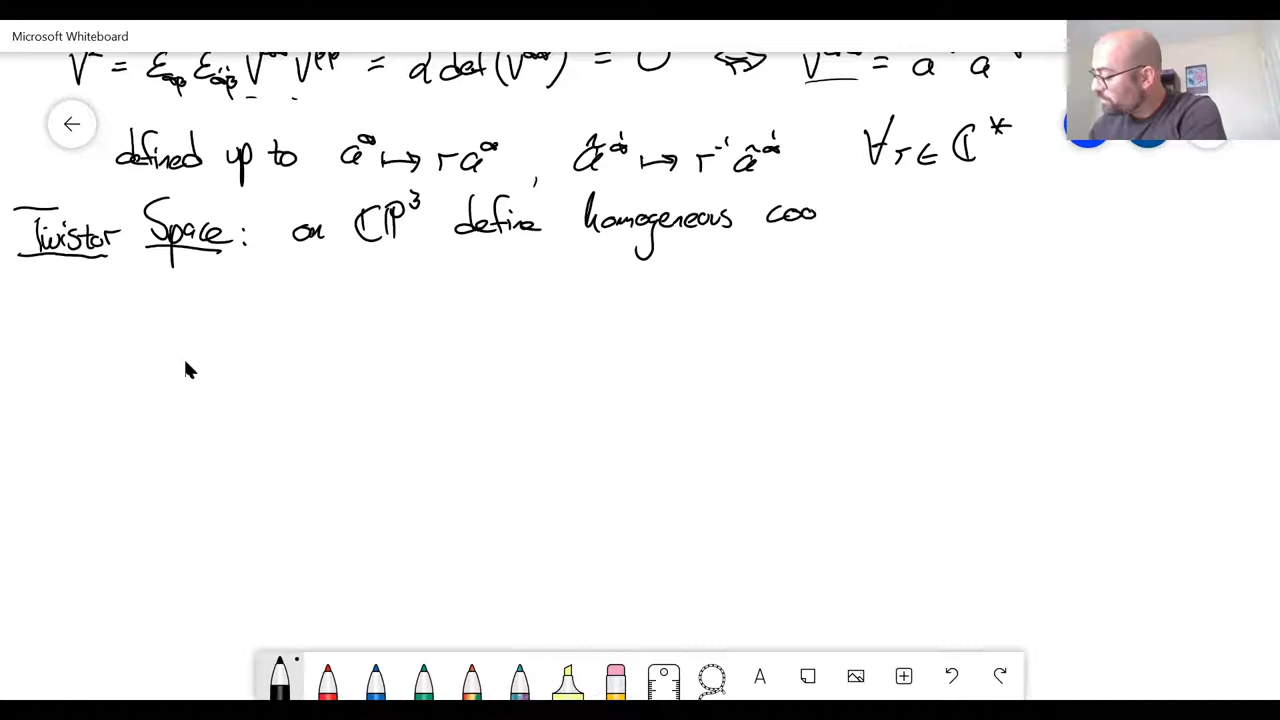 Microsoft Whiteboard
V² = ε_{αβ} ε_{α̇β̇} V^{αα̇} V^{ββ̇} = 2 det(V^{αα̇}) = 0 ⟺ V^{αα̇} = a^α ã^{α̇}
defined up to a^α ↦ r a^α, ã^{α̇} ↦ r⁻¹ ã^{α̇} ∀ r ∈ ℂ*
Twistor Space: on ℂℙ³ define homogeneous coo
A